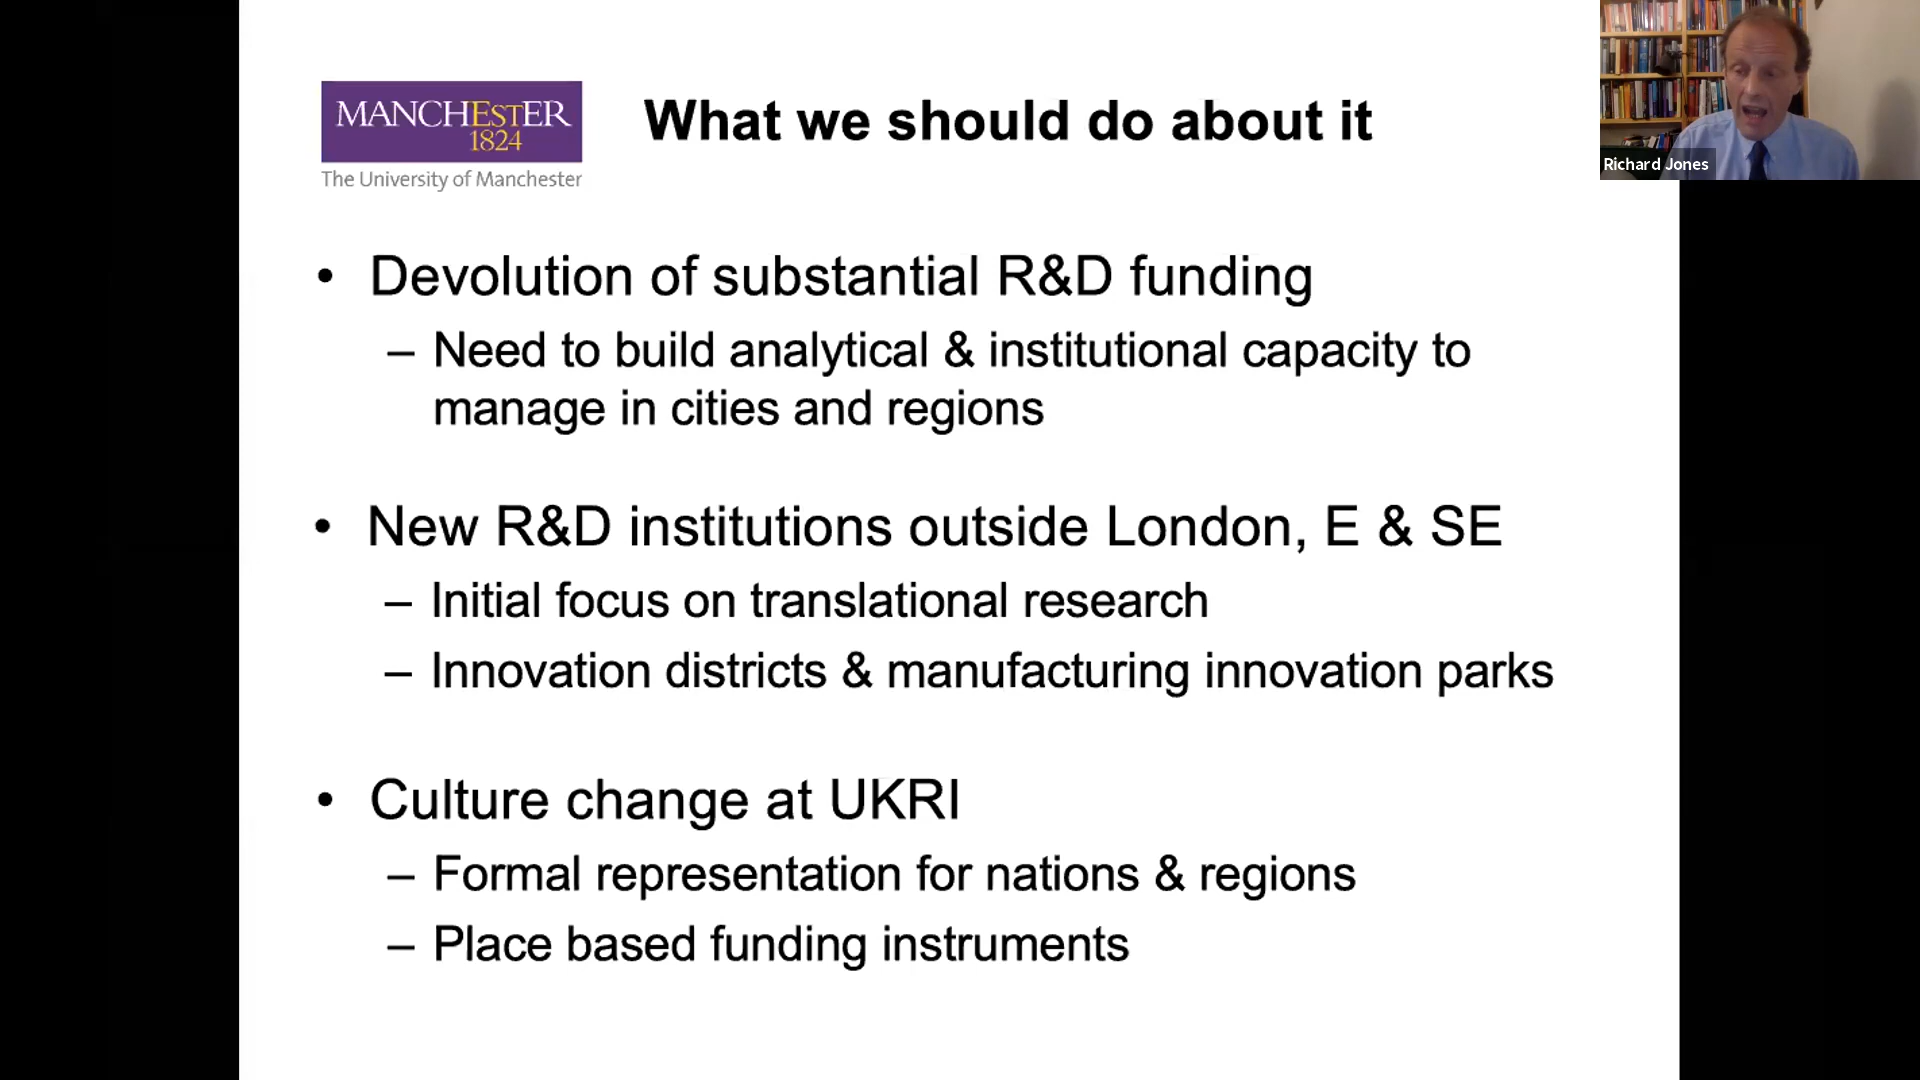 MANCHESTER
1824
The University of Manchester
What we should do about it
Richard Jones
• Devolution of substantial R&D funding
– Need to build analytical & institutional capacity to
manage in cities and regions
• New R&D institutions outside London, E & SE
– Initial focus on translational research
– Innovation districts & manufacturing innovation parks
• Culture change at UKRI
– Formal representation for nations & regions
– Place based funding instruments